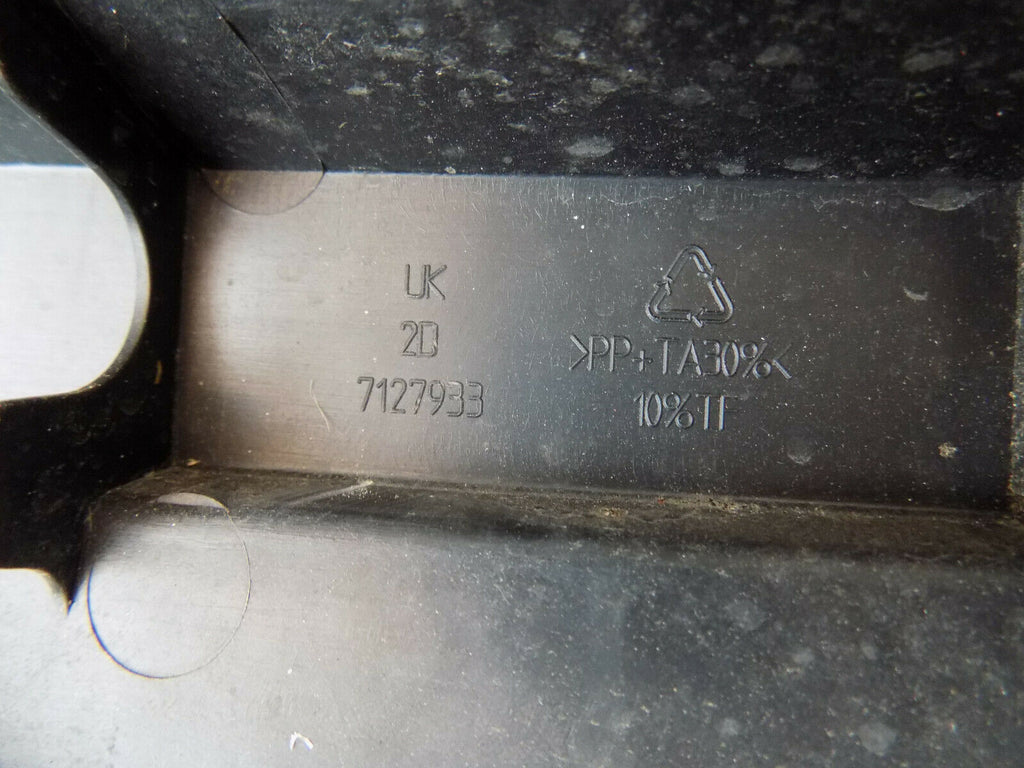 UK
2D
7127933
>PP+TA30%<
10%TF